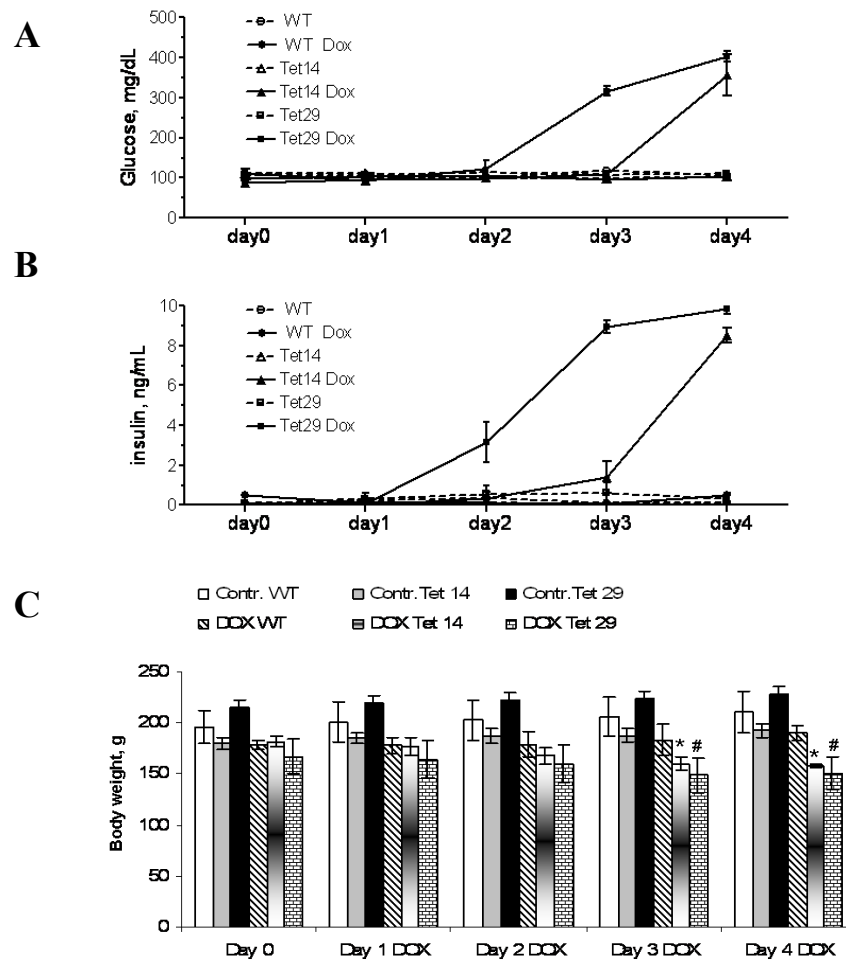 A
Glucose, mg/dL
500
400
300
200
100
0
WT
WT Dox
Tet14
Tet14 Dox
Tet29
Tet29 Dox
day0 day1 day2 day3 day4
B
insulin, ng/mL
10
8
6
4
2
0
WT
WT Dox
Tet14
Tet14 Dox
Tet29
Tet29 Dox
day0 day1 day2 day3 day4
C
Contr. WT Contr.Tet 14 Contr.Tet 29
DOX WT DOX Tet 14 DOX Tet 29
Body weight, g
250
200
150
100
50
0
* # * #
Day 0 Day 1 DOX Day 2 DOX Day 3 DOX Day 4 DOX